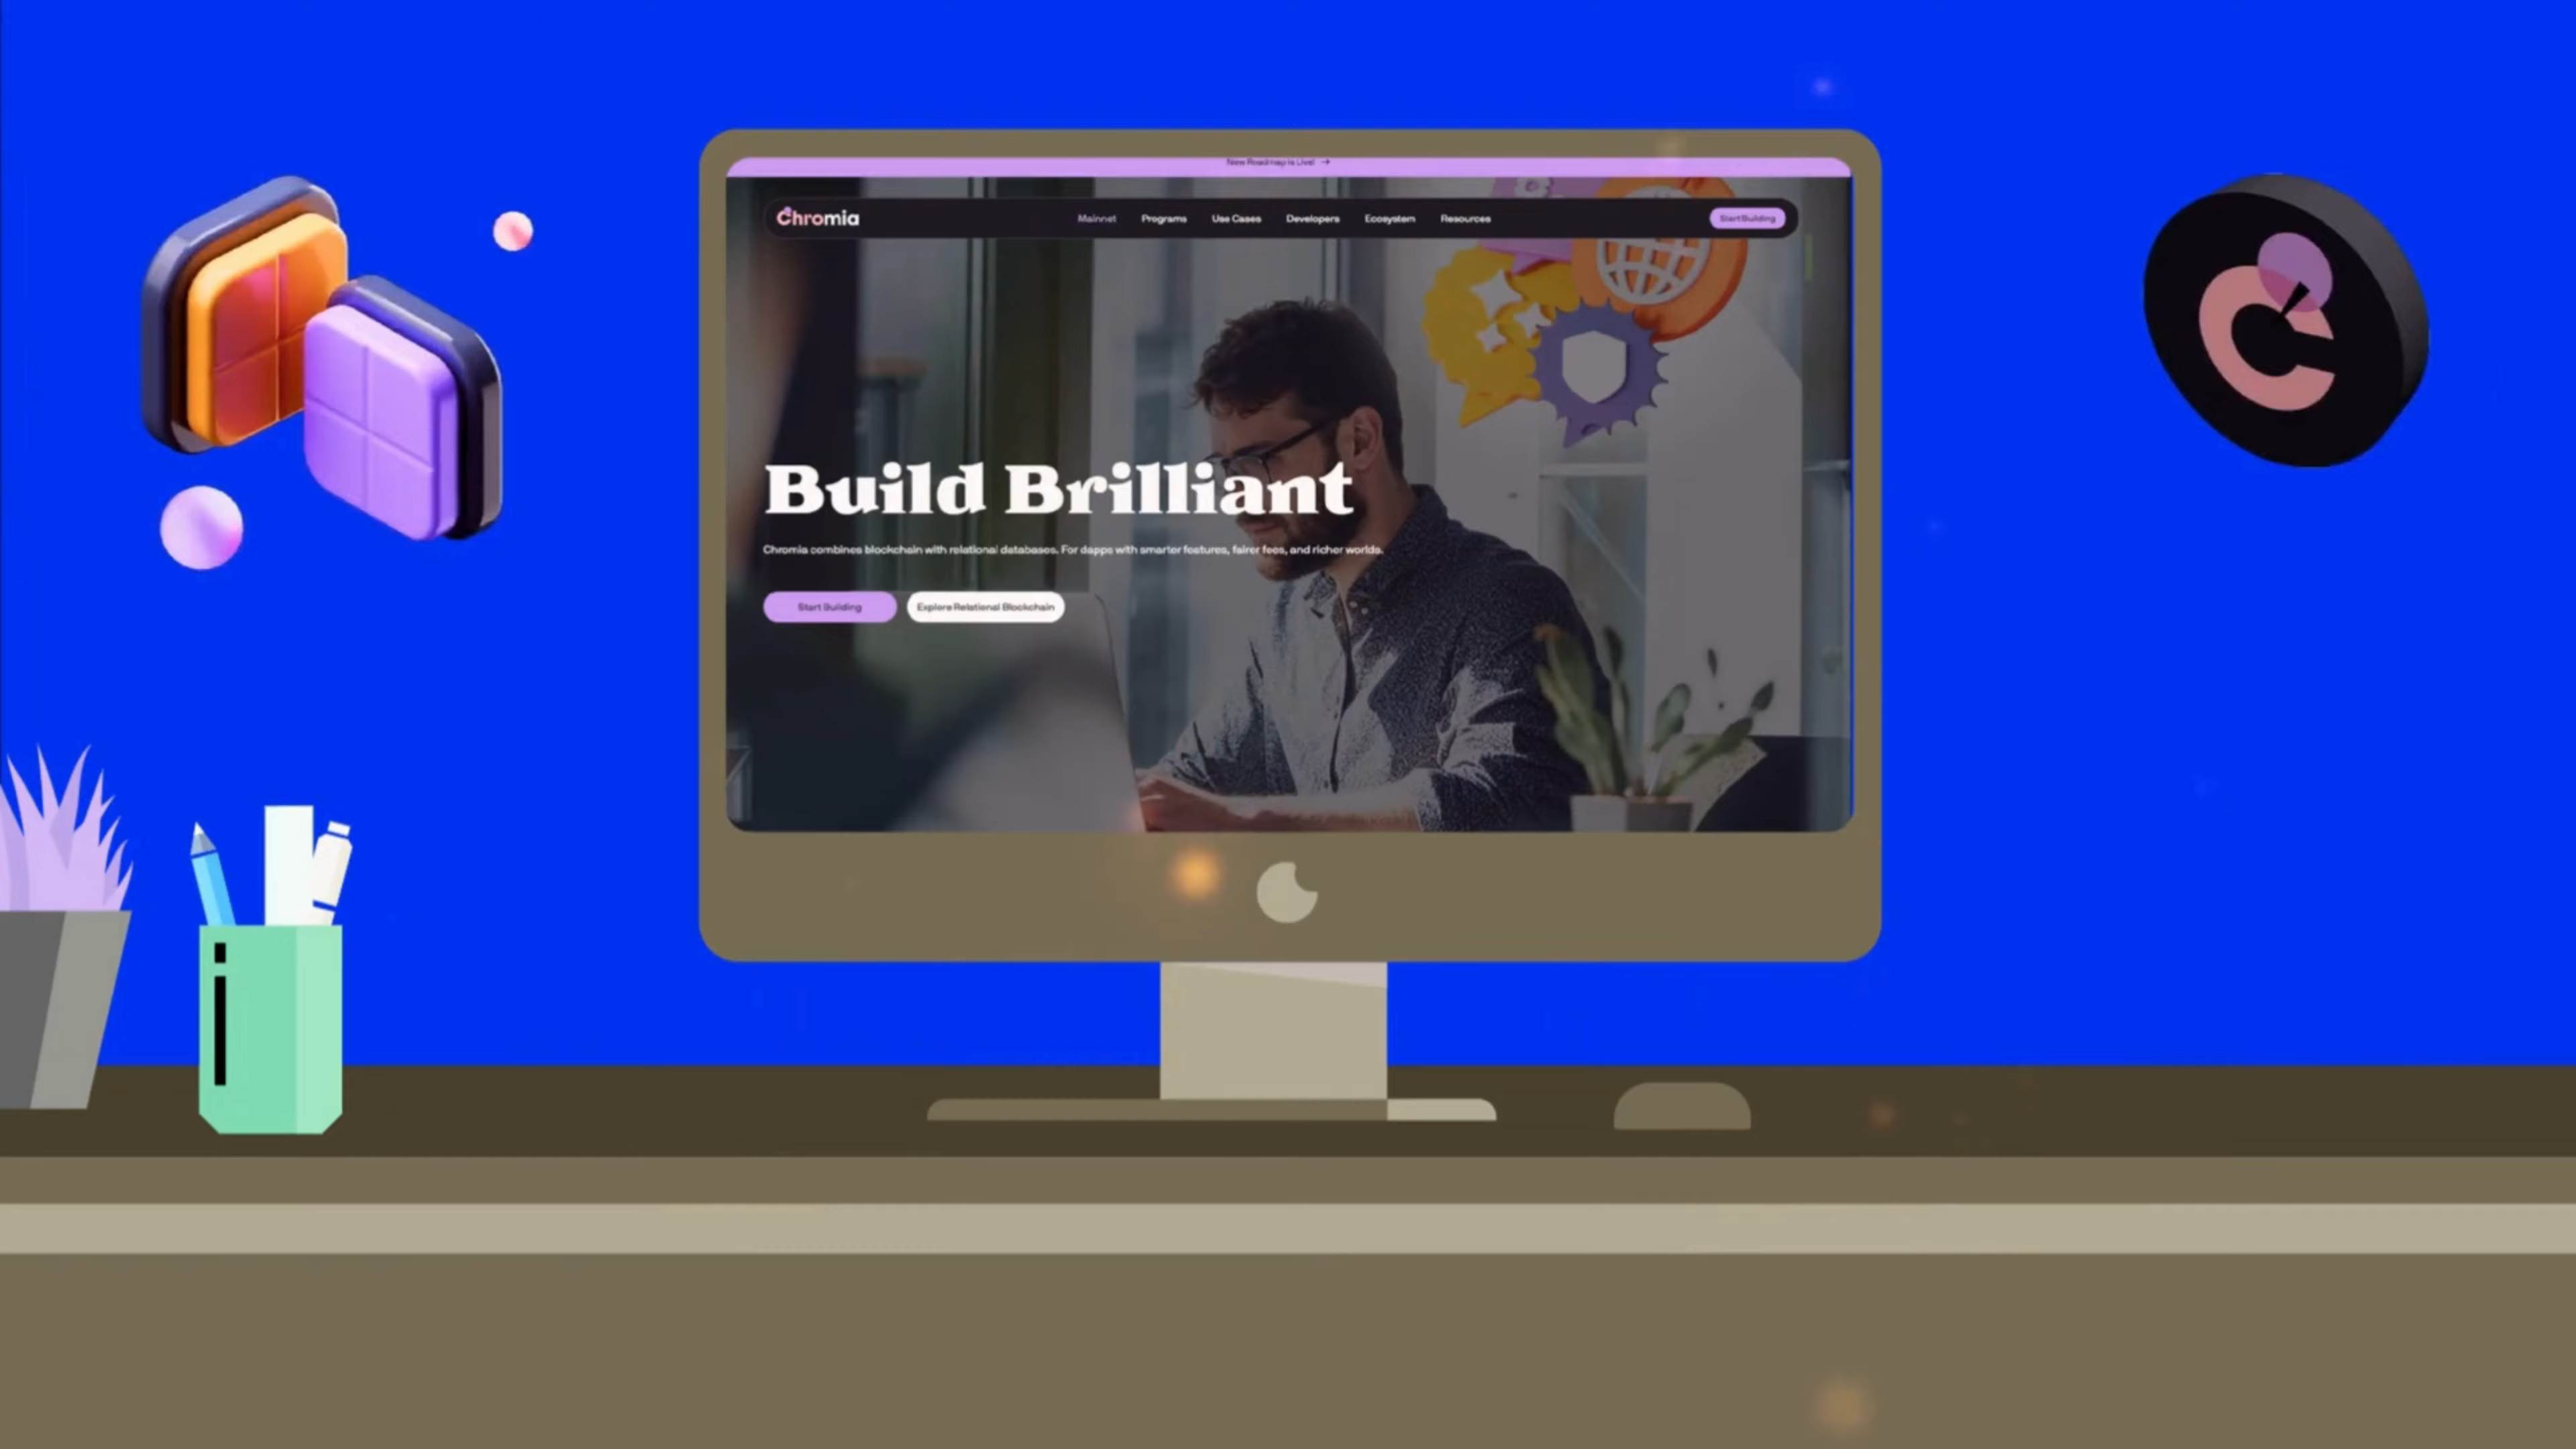 New Roadmap is Live! →
Chromia Mainnet Programs Use Cases Developers Ecosystem Resources Start Building
Build Brilliant
Chromia combines blockchain with relational databases. For dapps with smarter features, fairer fees, and richer worlds.
Start Building Explore Relational Blockchain